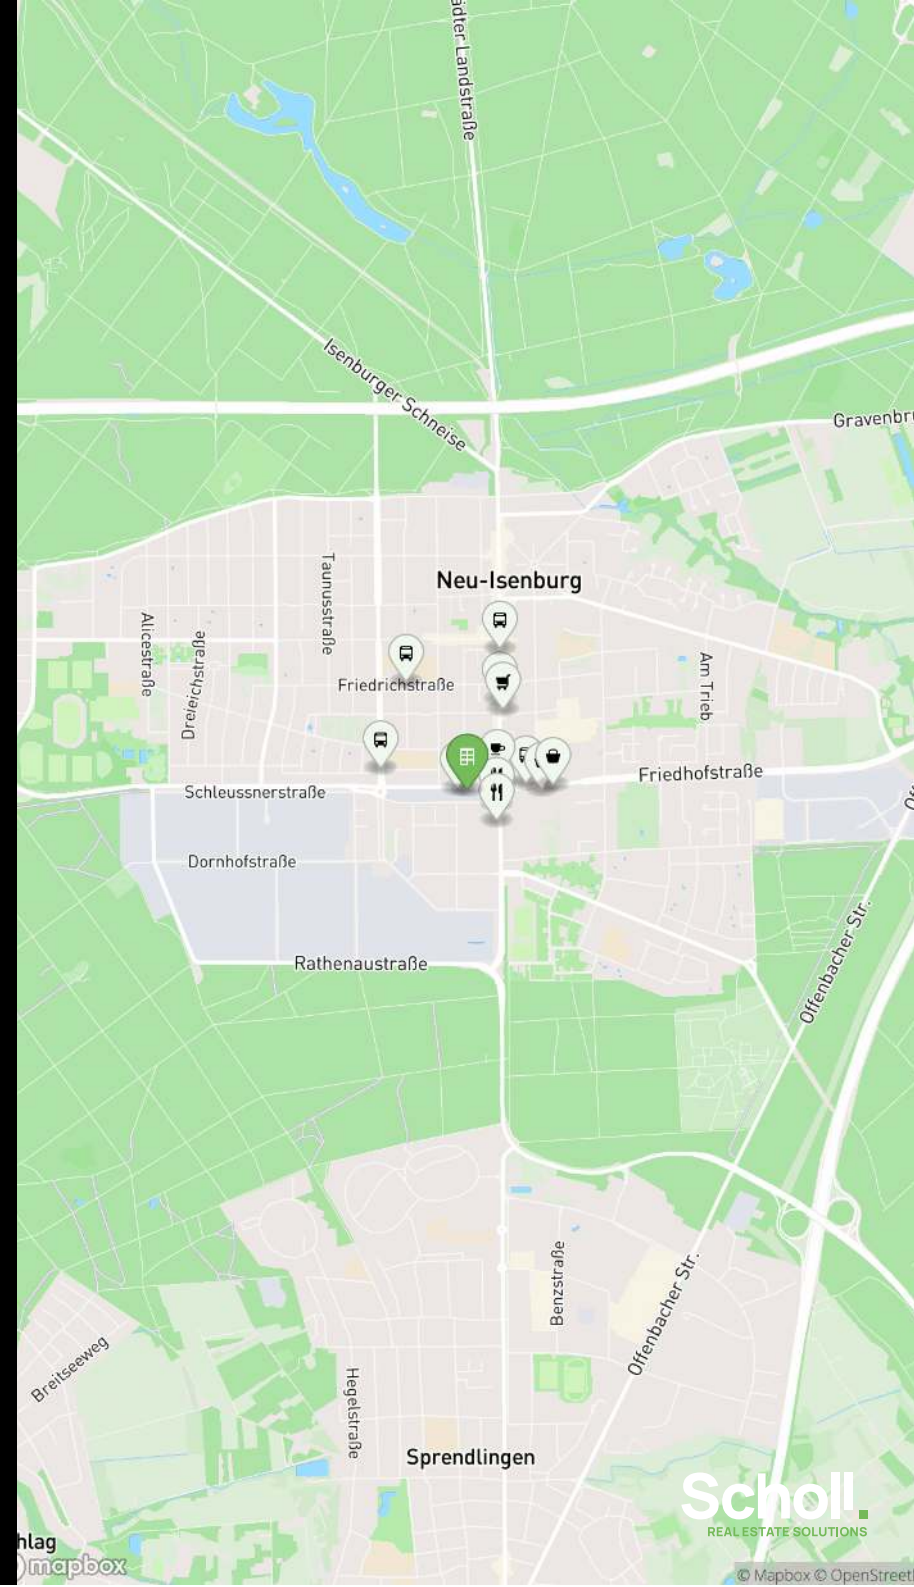 ädter Landstraße
Isenburger Schneise
Gravenbr
Neu-Isenburg
Taunusstraße
Alicestraße
Dreieichstraße
Friedrichstraße
Am Trieb
Friedhofstraße
Schleussnerstraße
Dornhofstraße
Rathenaustraße
Offenbacher Str.
Benzstraße
Offenbacher Str.
Breitseeweg
Hegelstraße
Sprendlingen
Scholl.
REAL ESTATE SOLUTIONS
hlag
mapbox
© Mapbox © OpenStreet